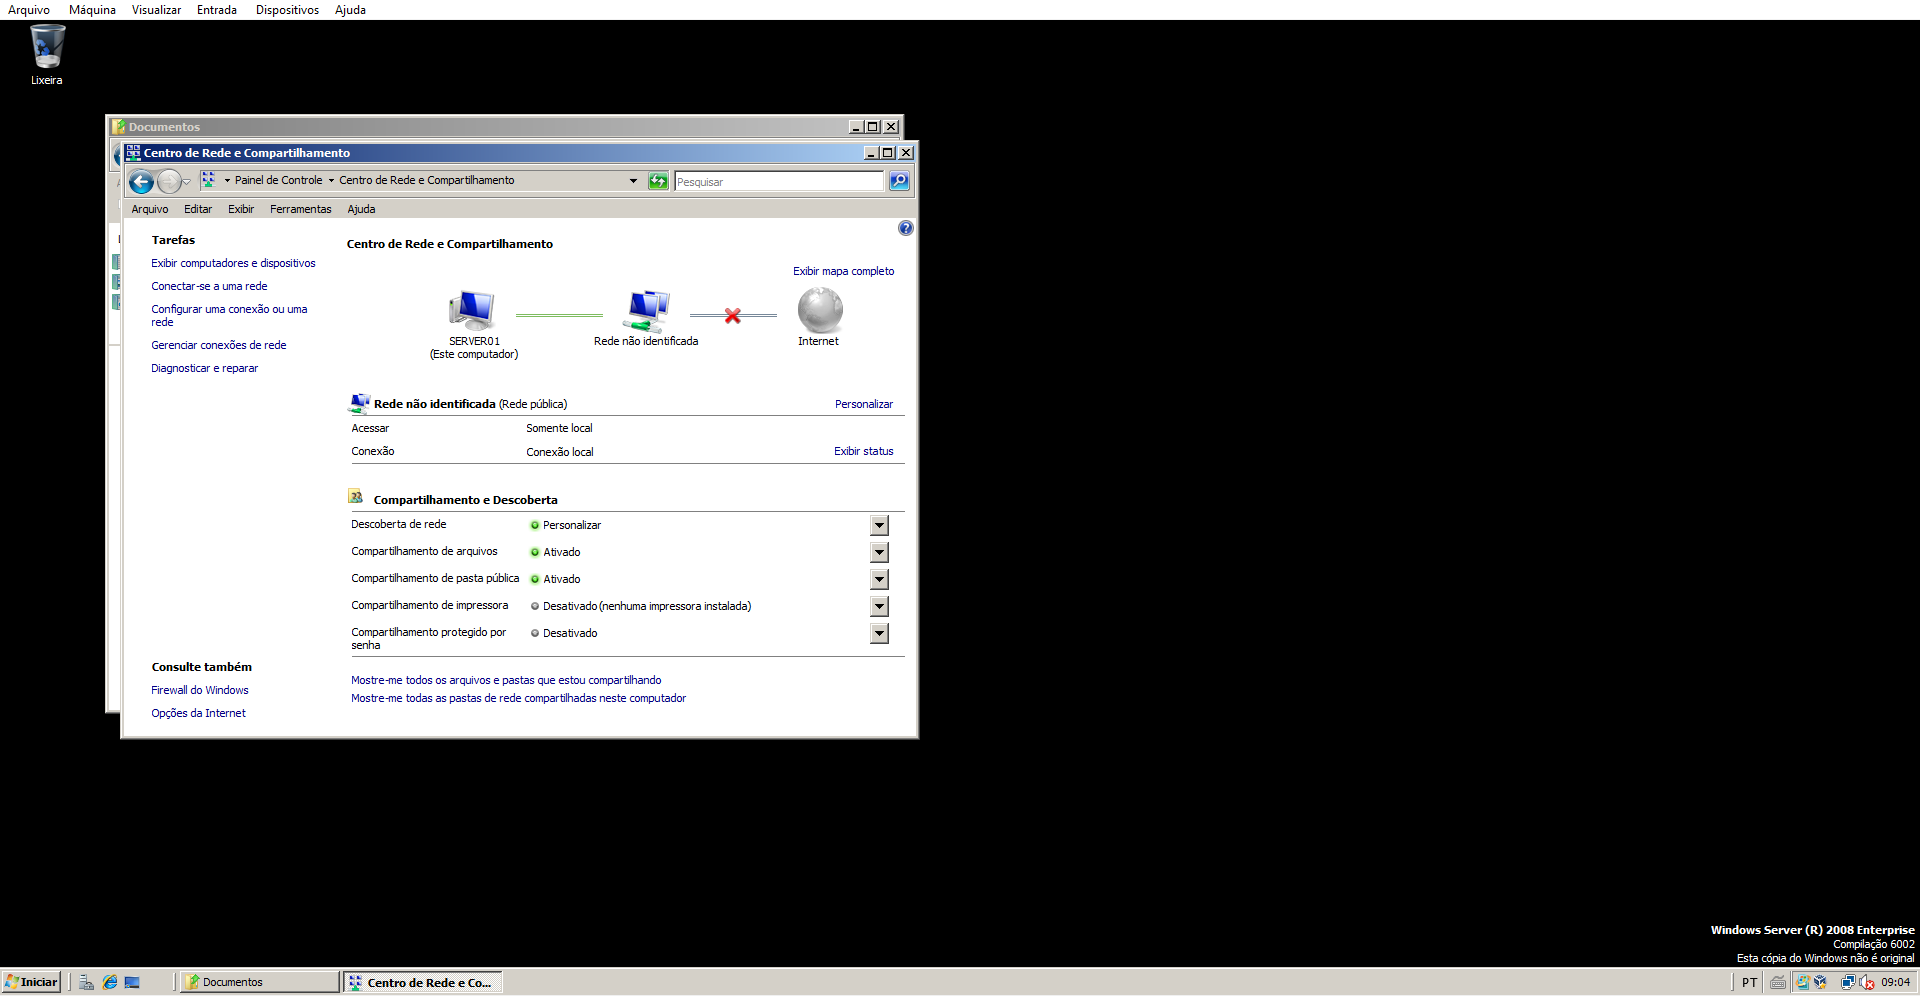 Arquivo Máquina Visualizar Entrada Dispositivos Ajuda
Lixeira
Documentos
Centro de Rede e Compartilhamento
Painel de Controle Centro de Rede e Compartilhamento
Pesquisar
Arquivo Editar Exibir Ferramentas Ajuda
Tarefas
Exibir computadores e dispositivos
Conectar-se a uma rede
Configurar uma conexão ou uma
rede
Gerenciar conexões de rede
Diagnosticar e reparar
Centro de Rede e Compartilhamento
Exibir mapa completo
SERVER01
(Este computador)
Rede não identificada
Internet
Rede não identificada (Rede pública) Personalizar
Acessar Somente local
Conexão Conexão local Exibir status
Compartilhamento e Descoberta
Descoberta de rede Personalizar
Compartilhamento de arquivos Ativado
Compartilhamento de pasta pública Ativado
Compartilhamento de impressora Desativado (nenhuma impressora instalada)
Compartilhamento protegido por
senha Desativado
Mostre-me todos os arquivos e pastas que estou compartilhando
Mostre-me todas as pastas de rede compartilhadas neste computador
Consulte também
Firewall do Windows
Opções da Internet
Windows Server (R) 2008 Enterprise
Compilação 6002
Esta cópia do Windows não é original
Iniciar Documentos Centro de Rede e Co... PT 09:04